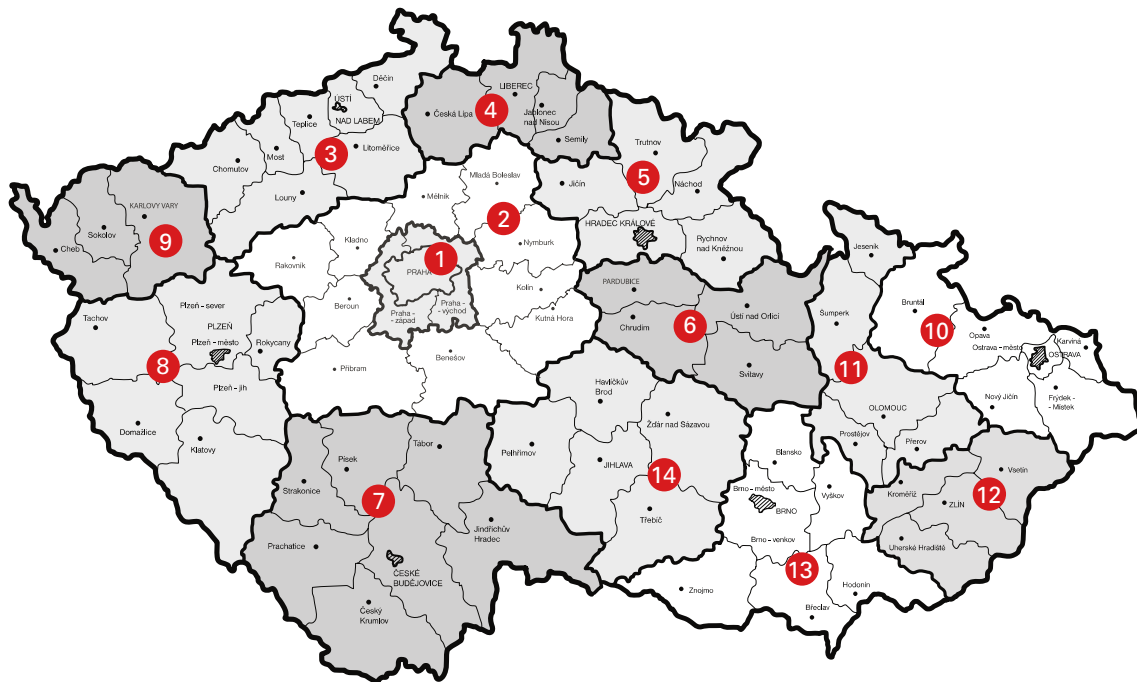 Děčín
ÚSTÍ
NAD LABEM
Teplice
Most
Chomutov
Litoměřice
Louny
3
Česká Lípa
LIBEREC
Jablonec
nad Nisou
Semily
4
Trutnov
Jičín
Náchod
HRADEC KRÁLOVÉ
Rychnov
nad Kněžnou
5
KARLOVY VARY
Sokolov
Cheb
9
Mladá Boleslav
Mělník
Nymburk
Kladno
Rakovník
Beroun
Kolín
Kutná Hora
Benešov
Příbram
2
PRAHA
Praha -
- západ
Praha -
- východ
1
PARDUBICE
Chrudim
Ústí nad Orlicí
Svitavy
6
Jeseník
Šumperk
OLOMOUC
Prostějov
Přerov
11
Bruntál
Opava
Ostrava - město
Karviná
OSTRAVA
Nový Jičín
Frýdek -
- Místek
10
Tachov
Plzeň - sever
PLZEŇ
Plzeň - město
Rokycany
Plzeň - jih
Domažlice
Klatovy
8
Písek
Tábor
Strakonice
Prachatice
ČESKÉ
BUDĚJOVICE
Jindřichův
Hradec
Český
Krumlov
7
Havlíčkův
Brod
Pelhřimov
Žďár nad Sázavou
JIHLAVA
Třebíč
14
Blansko
Brno - město
BRNO
Vyškov
Brno - venkov
Znojmo
Hodonín
Břeclav
13
Vsetín
Kroměříž
ZLÍN
Uherské Hradiště
12